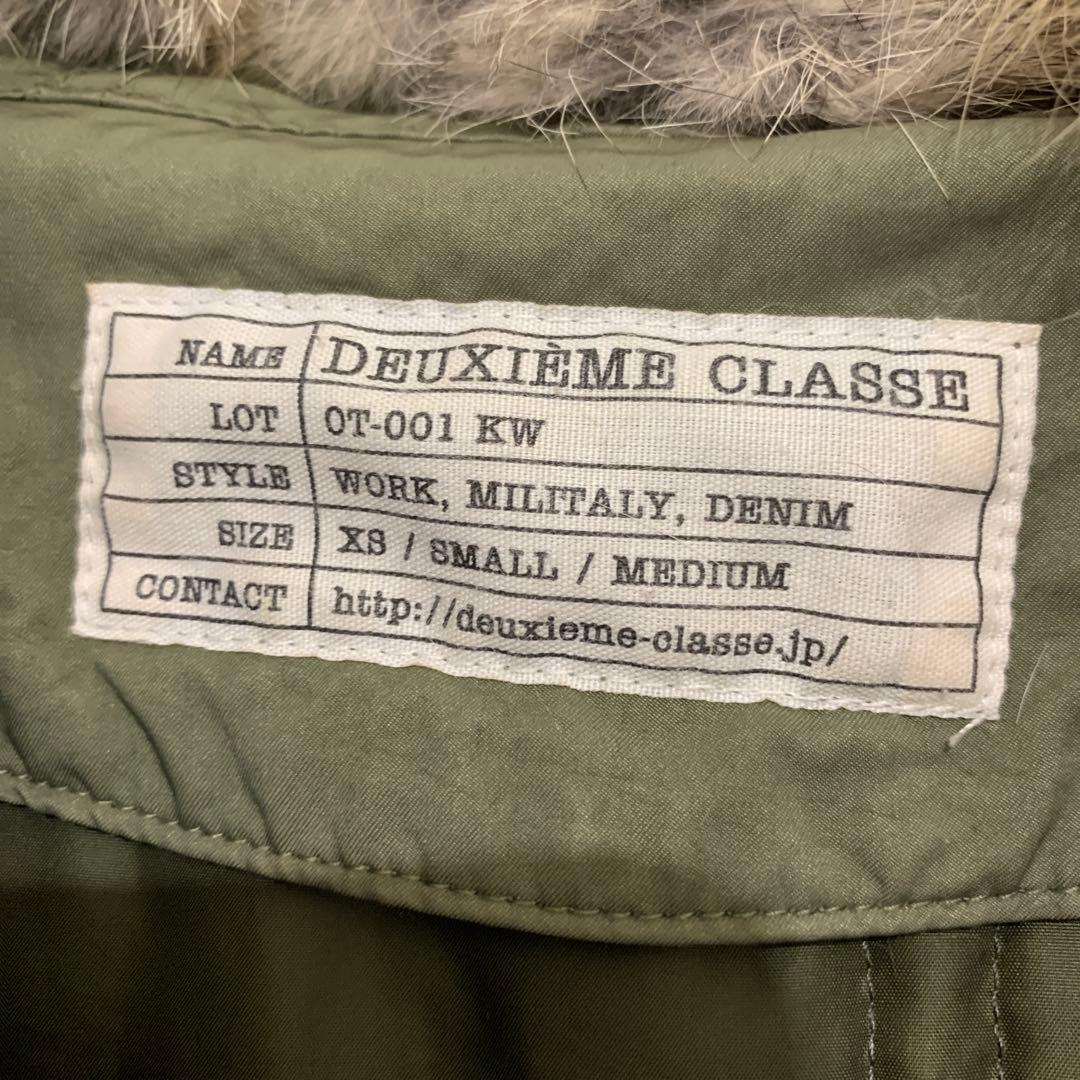 NAME DEUXIÈME CLASSE
LOT OT-001 KW
STYLE WORK, MILITALY, DENIM
SIZE XS / SMALL / MEDIUM
CONTACT http://deuxieme-classe.jp/